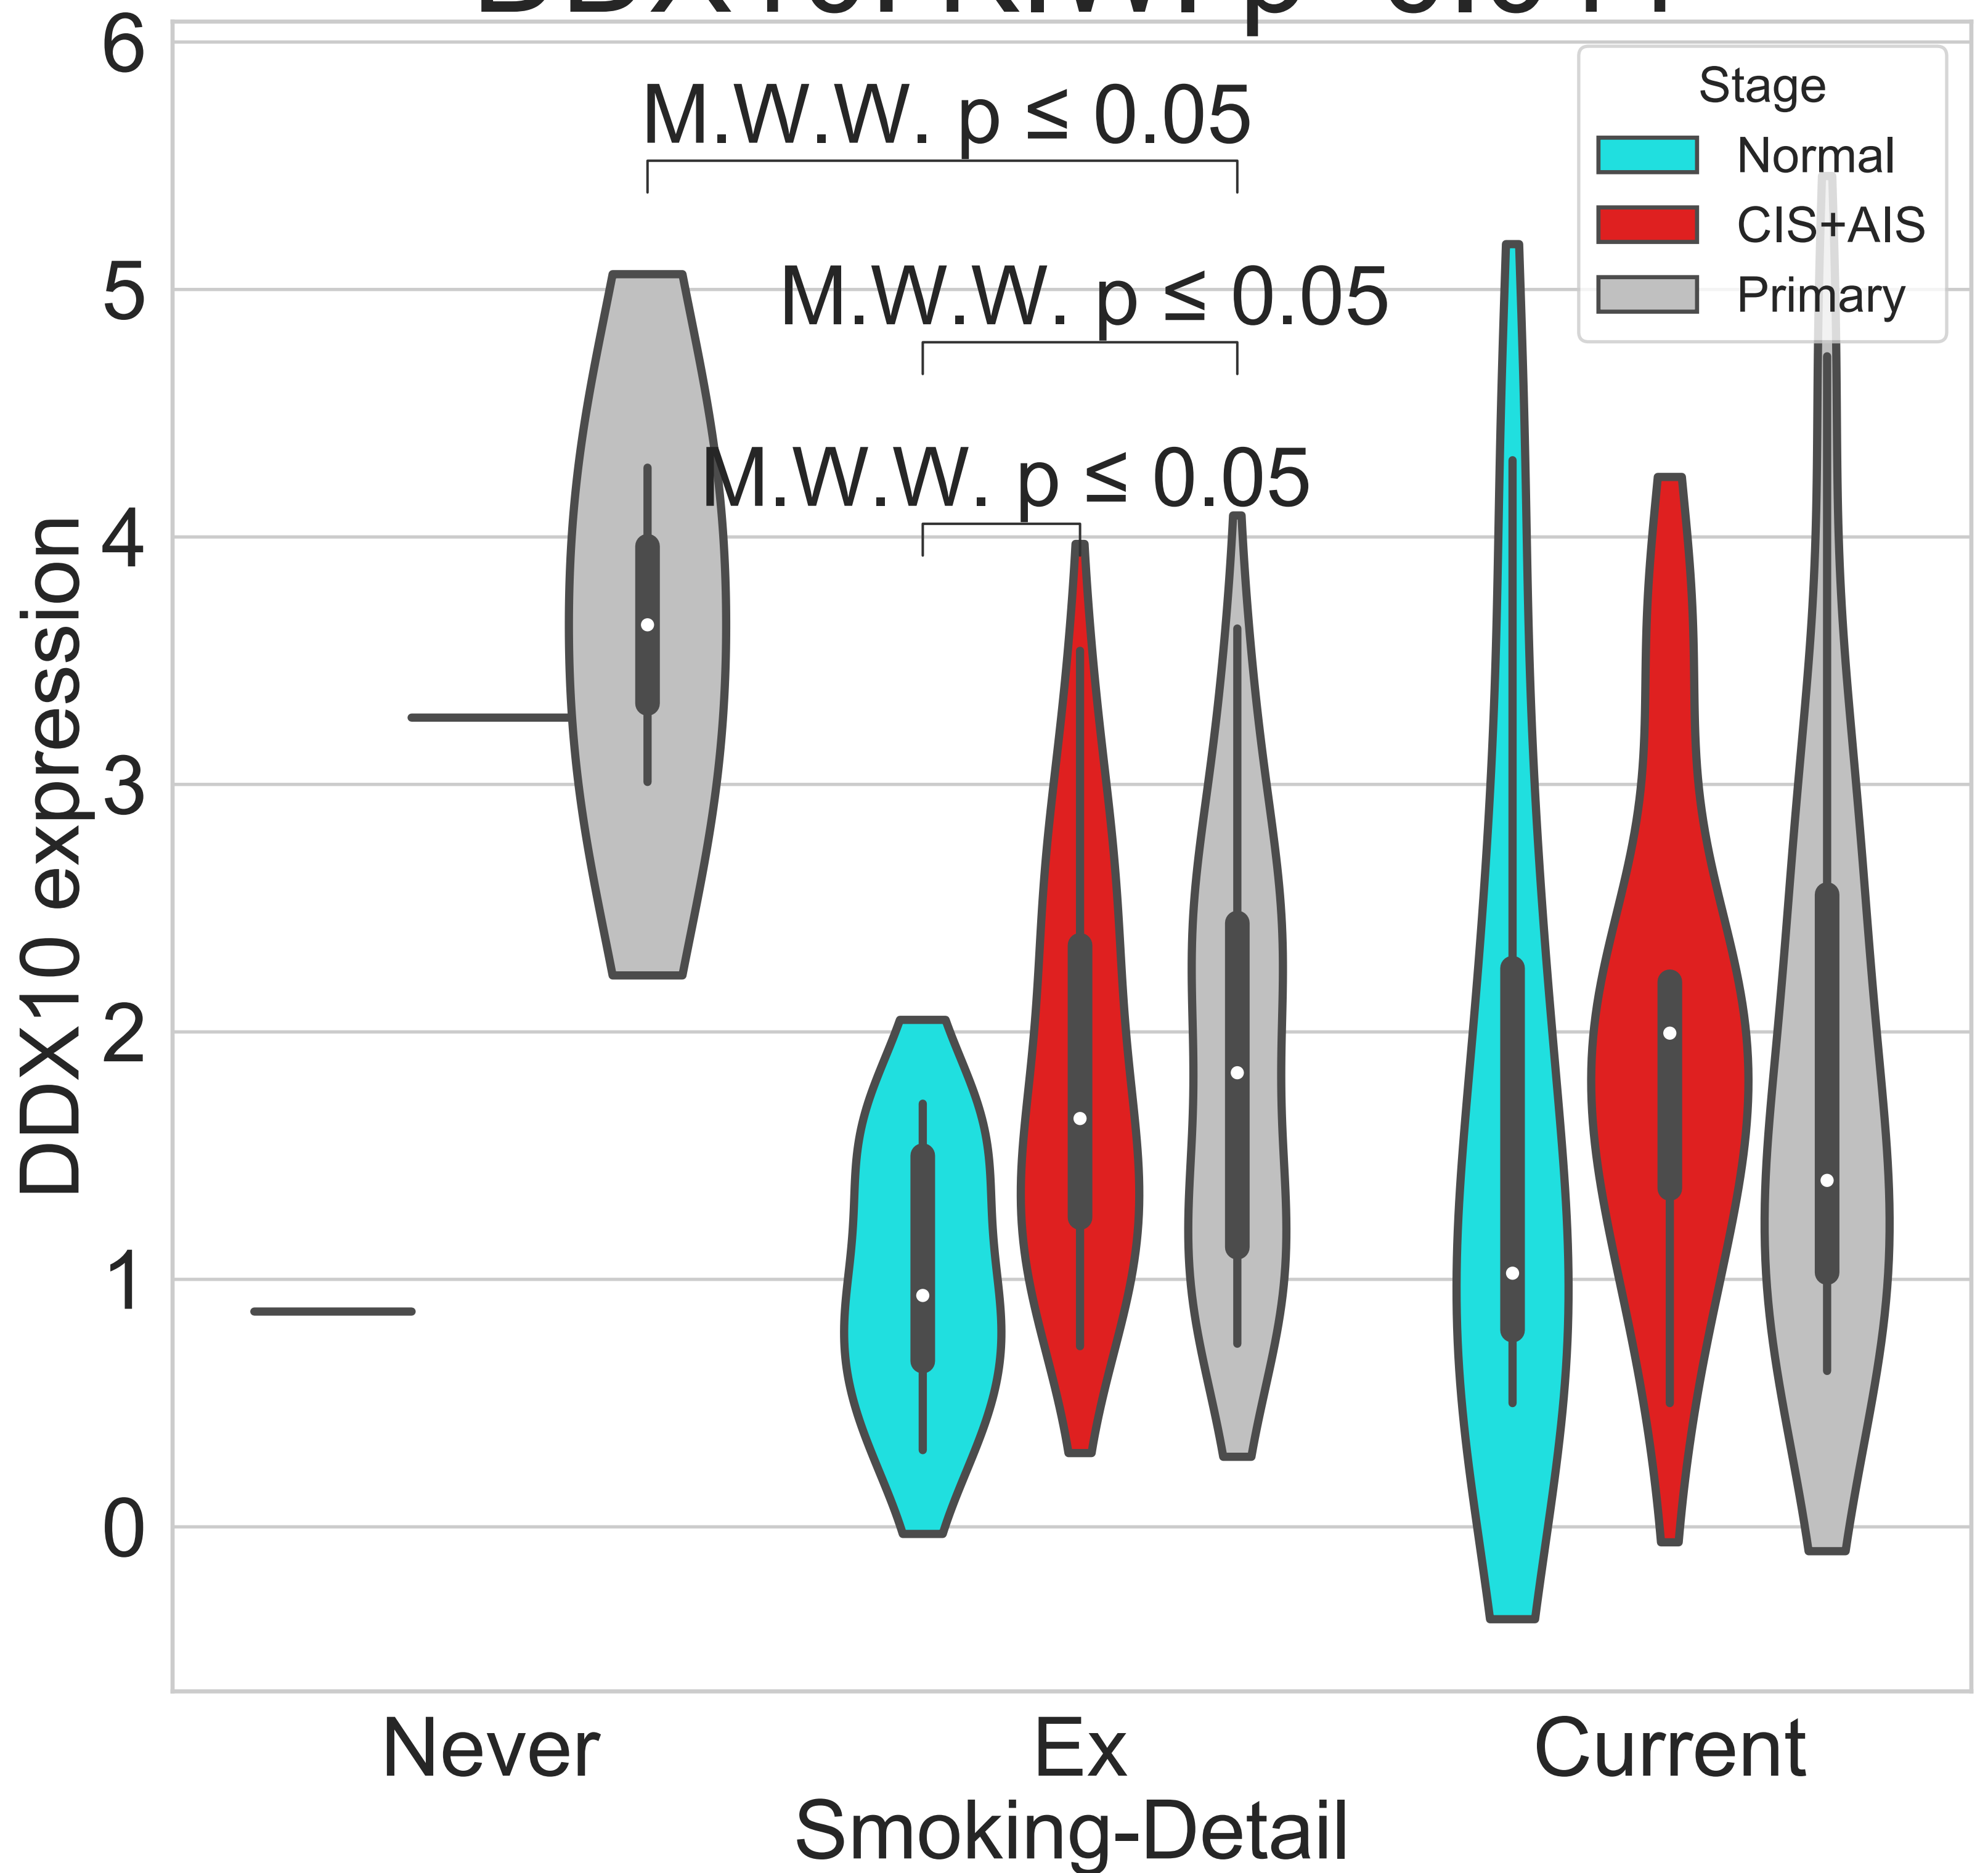 6
5
4
3
2
1
0
DDX10 expression
M.W.W. p ≤ 0.05
M.W.W. p ≤ 0.05
M.W.W. p ≤ 0.05
Stage
Normal
CIS+AIS
Primary
Never
Ex
Current
Smoking-Detail